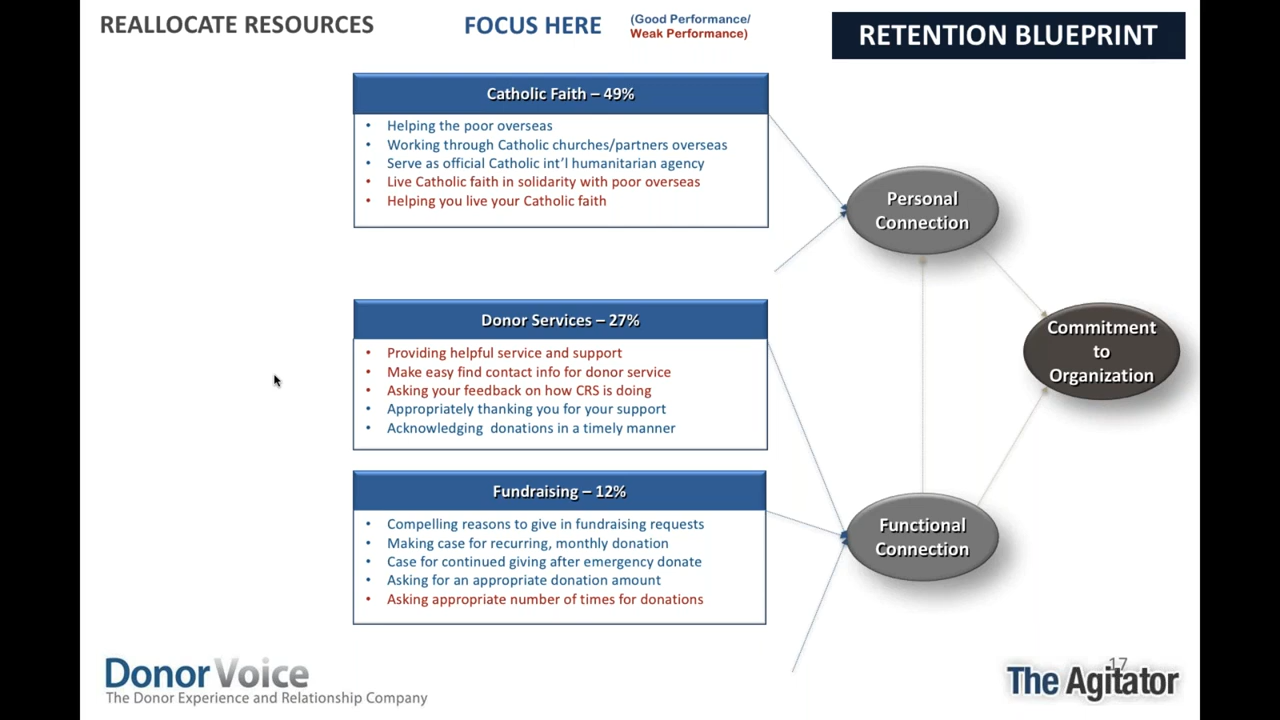 REALLOCATE RESOURCES
FOCUS HERE
(Good Performance/
Weak Performance)
RETENTION BLUEPRINT
Catholic Faith – 49%
• Helping the poor overseas
• Working through Catholic churches/partners overseas
• Serve as official Catholic int'l humanitarian agency
• Live Catholic faith in solidarity with poor overseas
• Helping you live your Catholic faith
Personal
Connection
Donor Services – 27%
• Providing helpful service and support
• Make easy find contact info for donor service
• Asking your feedback on how CRS is doing
• Appropriately thanking you for your support
• Acknowledging donations in a timely manner
Commitment
to
Organization
Fundraising – 12%
• Compelling reasons to give in fundraising requests
• Making case for recurring, monthly donation
• Case for continued giving after emergency donate
• Asking for an appropriate donation amount
• Asking appropriate number of times for donations
Functional
Connection
DonorVoice
The Donor Experience and Relationship Company
17
The Agitator